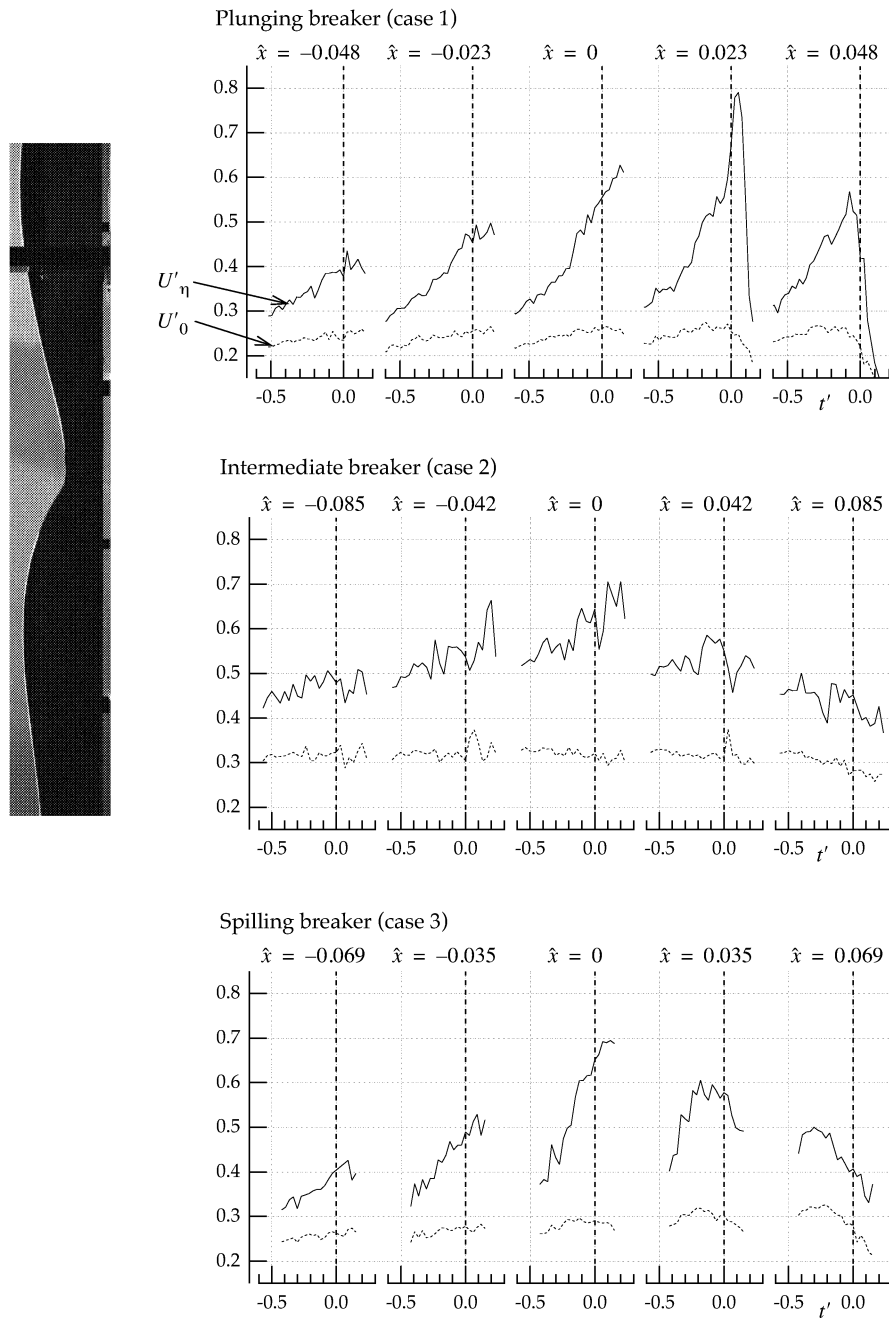 Plunging breaker (case 1)
x̂ = –0.048 x̂ = –0.023 x̂ = 0 x̂ = 0.023 x̂ = 0.048
0.8
0.7
0.6
0.5
0.4
U′η
0.3
U′0
0.2
-0.5 0.0 -0.5 0.0 -0.5 0.0 -0.5 0.0 -0.5 0.0
t′
Intermediate breaker (case 2)
x̂ = –0.085 x̂ = –0.042 x̂ = 0 x̂ = 0.042 x̂ = 0.085
0.8
0.7
0.6
0.5
0.4
0.3
0.2
-0.5 0.0 -0.5 0.0 -0.5 0.0 -0.5 0.0 -0.5 t′ 0.0
Spilling breaker (case 3)
x̂ = –0.069 x̂ = –0.035 x̂ = 0 x̂ = 0.035 x̂ = 0.069
0.8
0.7
0.6
0.5
0.4
0.3
0.2
-0.5 0.0 -0.5 0.0 -0.5 0.0 -0.5 0.0 -0.5 0.0
t′